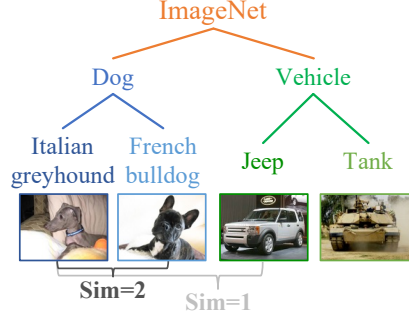 ImageNet
Dog
Vehicle
Italian
greyhound
French
bulldog
Jeep
Tank
Sim=2
Sim=1